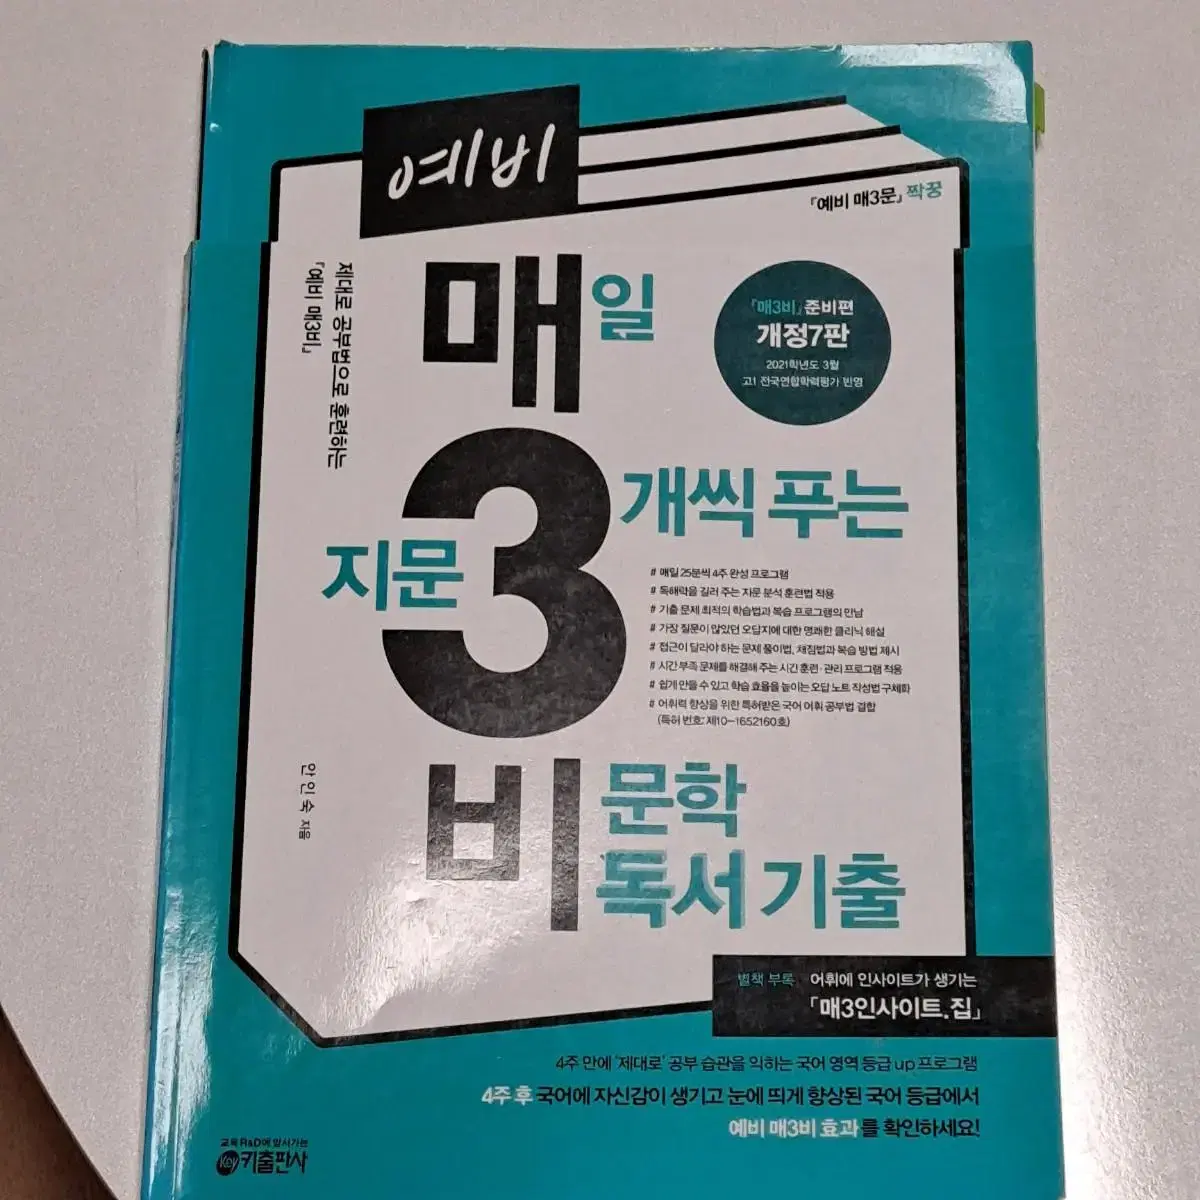 예비
『예비 매3문』 짝꿍
제대로 공부법으로 훈련하는
『예비 매3비』
매일
『매3비』 준비편
개정7판
2021학년도 3월
고1 전국연합학력평가 반영
3개씩 푸는
지문
# 매일 25분씩 4주 완성 프로그램
# 독해력을 길러 주는 지문 분석 훈련법 적용
# 기출 문제 최적의 학습법과 복습 프로그램의 만남
# 가장 질문이 많았던 오답지에 대한 명쾌한 클리닉 해설
# 접근이 달라야 하는 문제 풀이법, 채점법과 복습 방법 제시
# 시간 부족 문제를 해결해 주는 시간 훈련·관리 프로그램 적용
# 쉽게 만들 수 있고 학습 효율을 높이는 오답 노트 작성법 구체화
# 어휘력 향상을 위한 특허받은 국어 어휘 공부법 결합
(특허 번호: 제10-1652160호)
안인숙 지음
비문학
독서 기출
별책 부록 어휘에 인사이트가 생기는
「매3인사이트.집」
4주 만에 '제대로' 공부 습관을 익히는 국어 영역 등급 up 프로그램
4주 후 국어에 자신감이 생기고 눈에 띄게 향상된 국어 등급에서
예비 매3비 효과를 확인하세요!
교육 R&D에 앞서가는
Key 키출판사